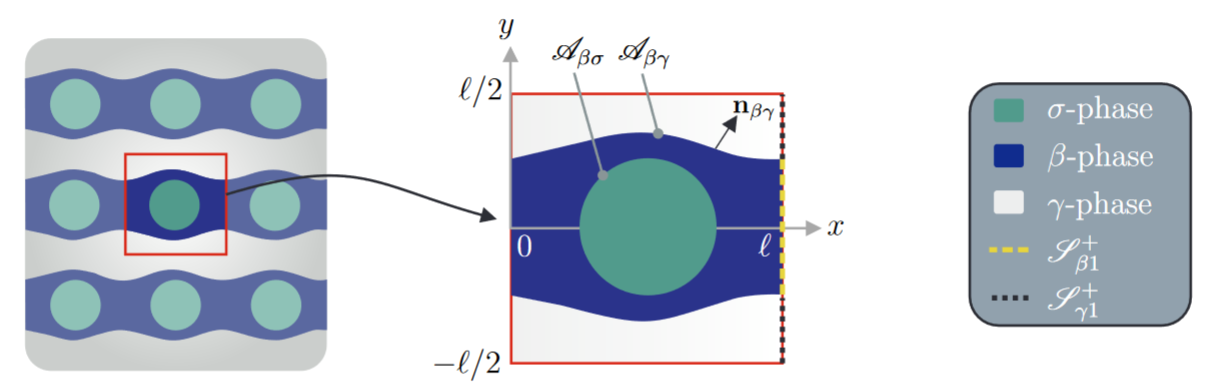 y
𝒜βσ 𝒜βγ
ℓ/2
nβγ
0
ℓ
x
−ℓ/2
σ-phase
β-phase
γ-phase
𝒮⁺β1
𝒮⁺γ1